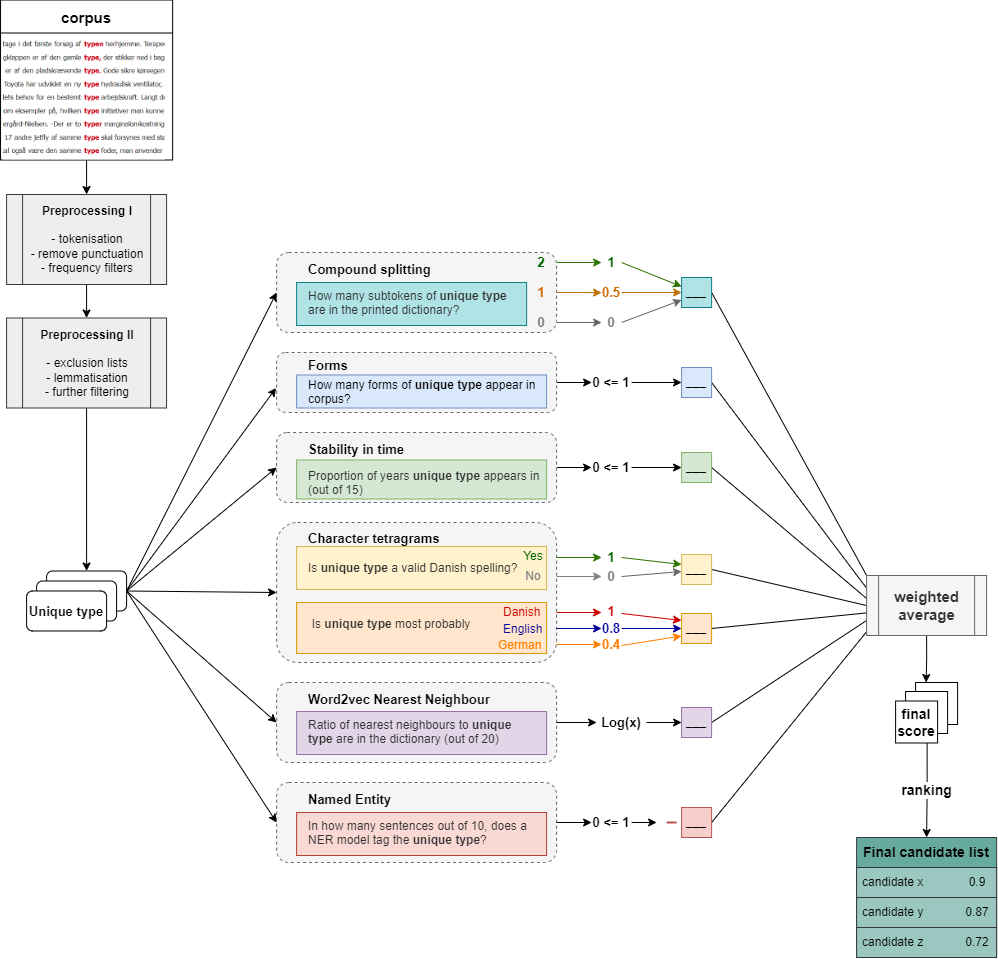 corpus
tage i det første forsøg af typen herhjemme. Terape
gkløppen er af den gamle type, der stikker ned i bag
er af den pladskrævende type. Gode sikre køreegen
Toyota har udviklet en ny type hydraulisk ventilator,
lets behov for en bestemt type arbejdskraft. Langt de
om eksempler på, hvilken type initiativer man kunne
ergård-Nielsen. -Der er to typer marginalomkostning
17 andre jetfly af samme type skal forsynes med sta
al også være den samme type foder, man anvender
Preprocessing I
- tokenisation
- remove punctuation
- frequency filters
Preprocessing II
- exclusion lists
- lemmatisation
- further filtering
Unique type
Compound splitting
How many subtokens of unique type
are in the printed dictionary?
2 1
1 0.5
0 0
___
Forms
How many forms of unique type appear in
corpus?
0 <= 1
___
Stability in time
Proportion of years unique type appears in
(out of 15)
0 <= 1
___
Character tetragrams
Is unique type a valid Danish spelling?
Yes 1
No 0
___
Is unique type most probably
Danish 1
English 0.8
German 0.4
___
Word2vec Nearest Neighbour
Ratio of nearest neighbours to unique
type are in the dictionary (out of 20)
Log(x)
___
Named Entity
In how many sentences out of 10, does a
NER model tag the unique type?
0 <= 1
–
___
weighted
average
final
score
ranking
Final candidate list
candidate x 0.9
candidate y 0.87
candidate z 0.72